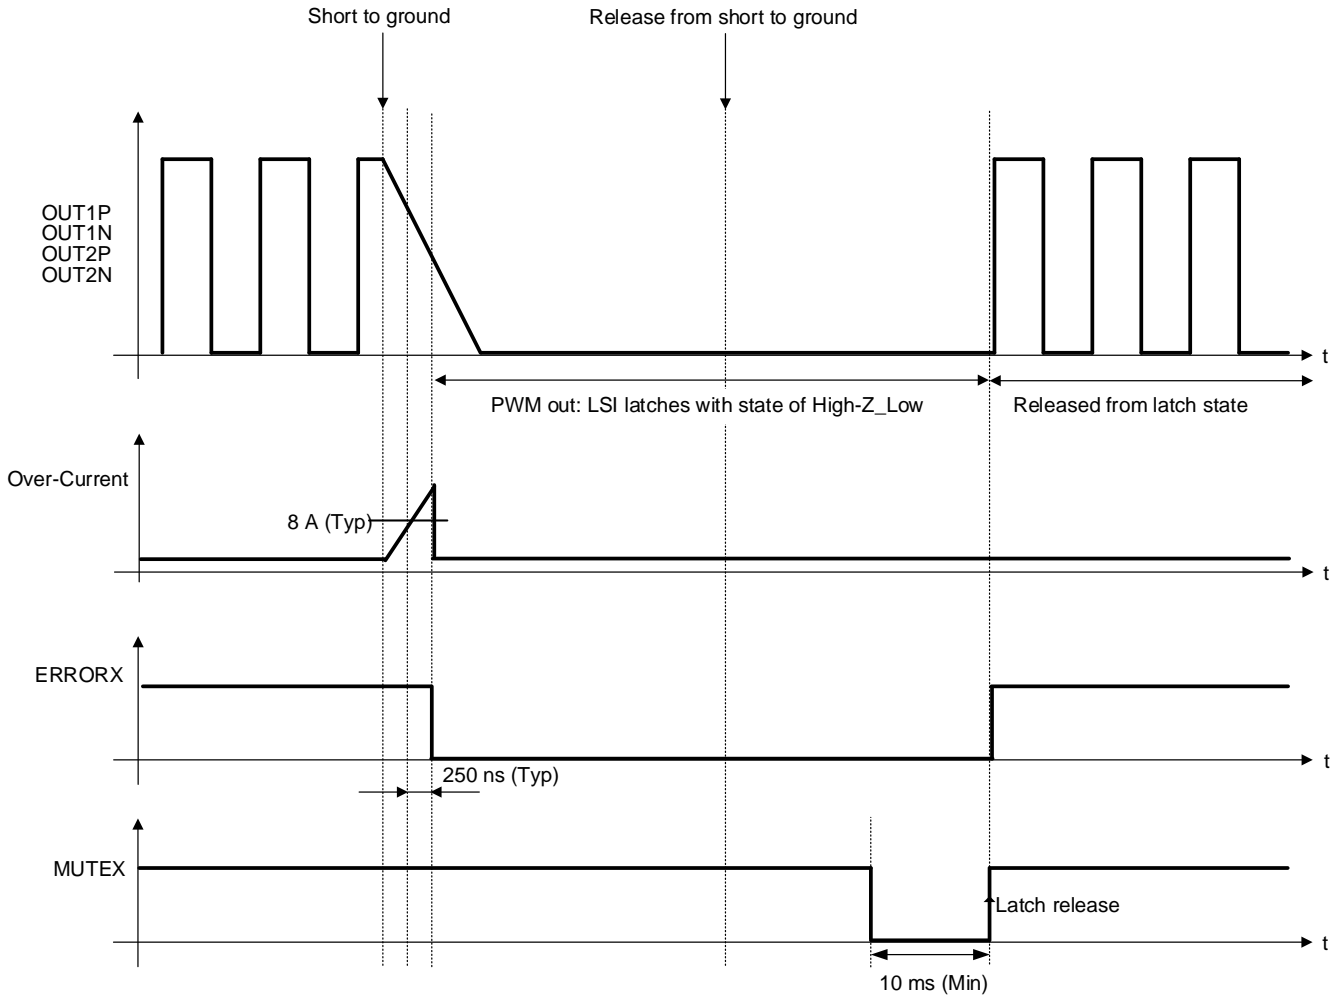 Short to ground
Release from short to ground
OUT1P
OUT1N
OUT2P
OUT2N
t
PWM out: LSI latches with state of High-Z_Low
Released from latch state
Over-Current
8 A (Typ)
t
ERRORX
t
250 ns (Typ)
MUTEX
Latch release
t
10 ms (Min)